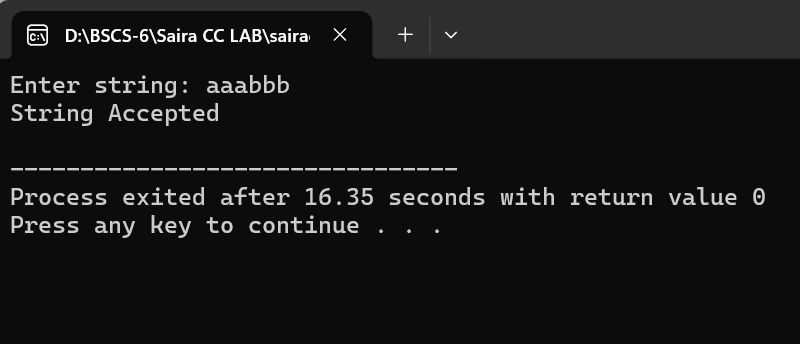 D:\BSCS-6\Saira CC LAB\saira
Enter string: aaabbb
String Accepted
--------------------------------
Process exited after 16.35 seconds with return value 0
Press any key to continue . . .